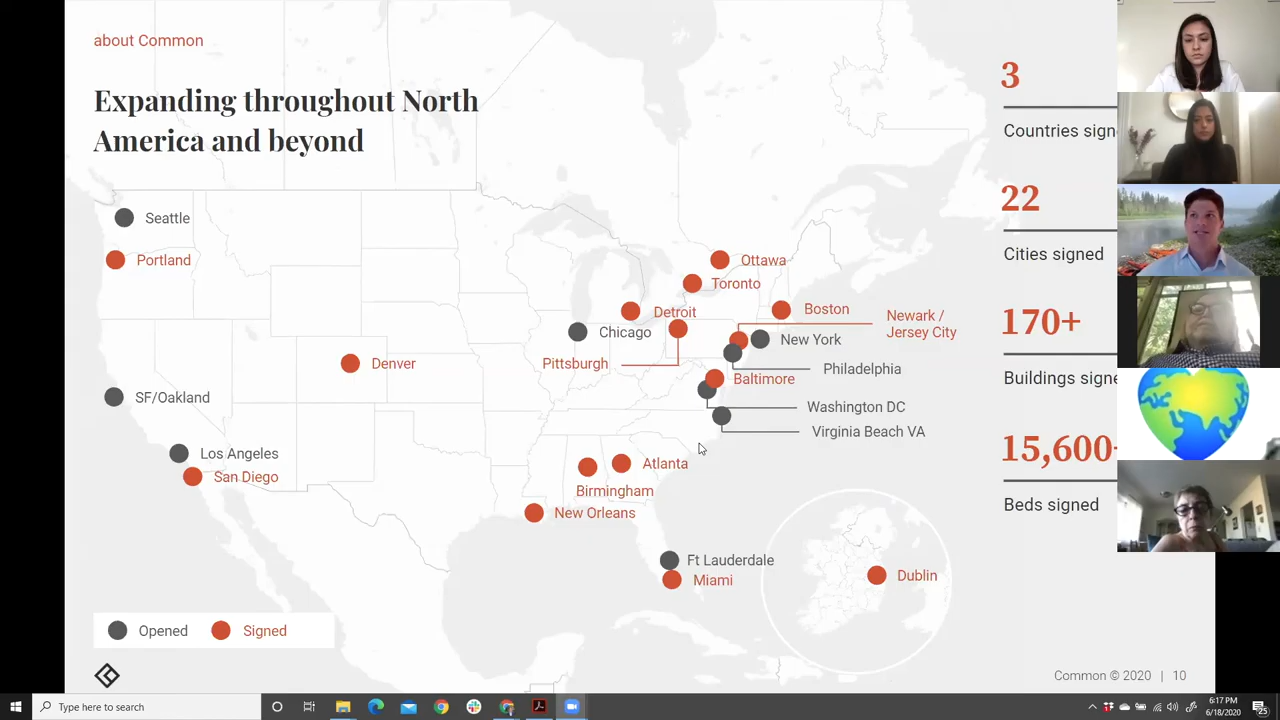 about Common
Expanding throughout North
America and beyond
3
Countries sign
22
Cities signed
170+
Buildings signe
15,600+
Beds signed
Seattle
Portland
Ottawa
Toronto
Detroit
Boston
Newark /
Jersey City
Chicago
New York
Pittsburgh
Denver
Philadelphia
Baltimore
SF/Oakland
Washington DC
Virginia Beach VA
Los Angeles
Atlanta
San Diego
Birmingham
New Orleans
Ft Lauderdale
Miami
Dublin
Opened
Signed
Common © 2020 | 10
Type here to search
6:17 PM
6/18/2020
25